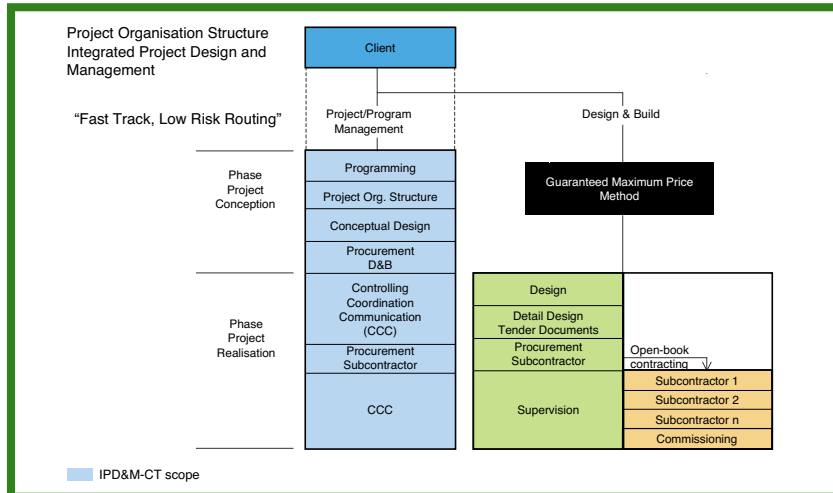 Project Organisation Structure
Integrated Project Design and
Management
Client
“Fast Track, Low Risk Routing”
Project/Program
Management
Design & Build
Phase
Project
Conception
Programming
Project Org. Structure
Conceptual Design
Procurement
D&B
Guaranteed Maximum Price
Method
Phase
Project
Realisation
Controlling
Coordination
Communication
(CCC)
Procurement
Subcontractor
CCC
Design
Detail Design
Tender Documents
Procurement
Subcontractor
Supervision
Open-book
contracting
Subcontractor 1
Subcontractor 2
Subcontractor n
Commissioning
IPD&M-CT scope